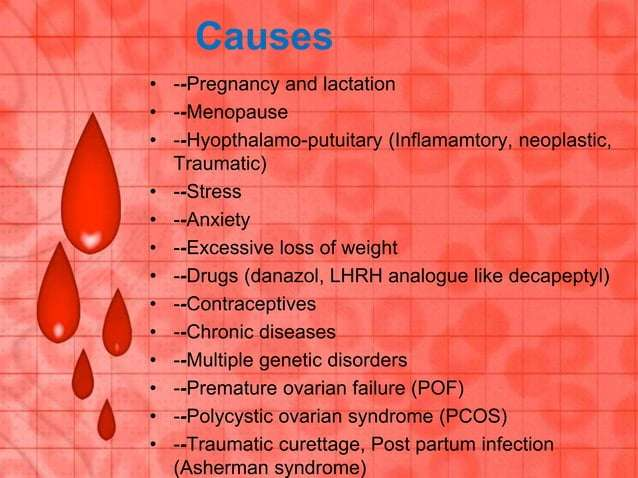 Causes
• --Pregnancy and lactation
• --Menopause
• --Hyopthalamo-putuitary (Inflamamtory, neoplastic,
Traumatic)
• --Stress
• --Anxiety
• --Excessive loss of weight
• --Drugs (danazol, LHRH analogue like decapeptyl)
• --Contraceptives
• --Chronic diseases
• --Multiple genetic disorders
• --Premature ovarian failure (POF)
• --Polycystic ovarian syndrome (PCOS)
• --Traumatic curettage, Post partum infection
(Asherman syndrome)